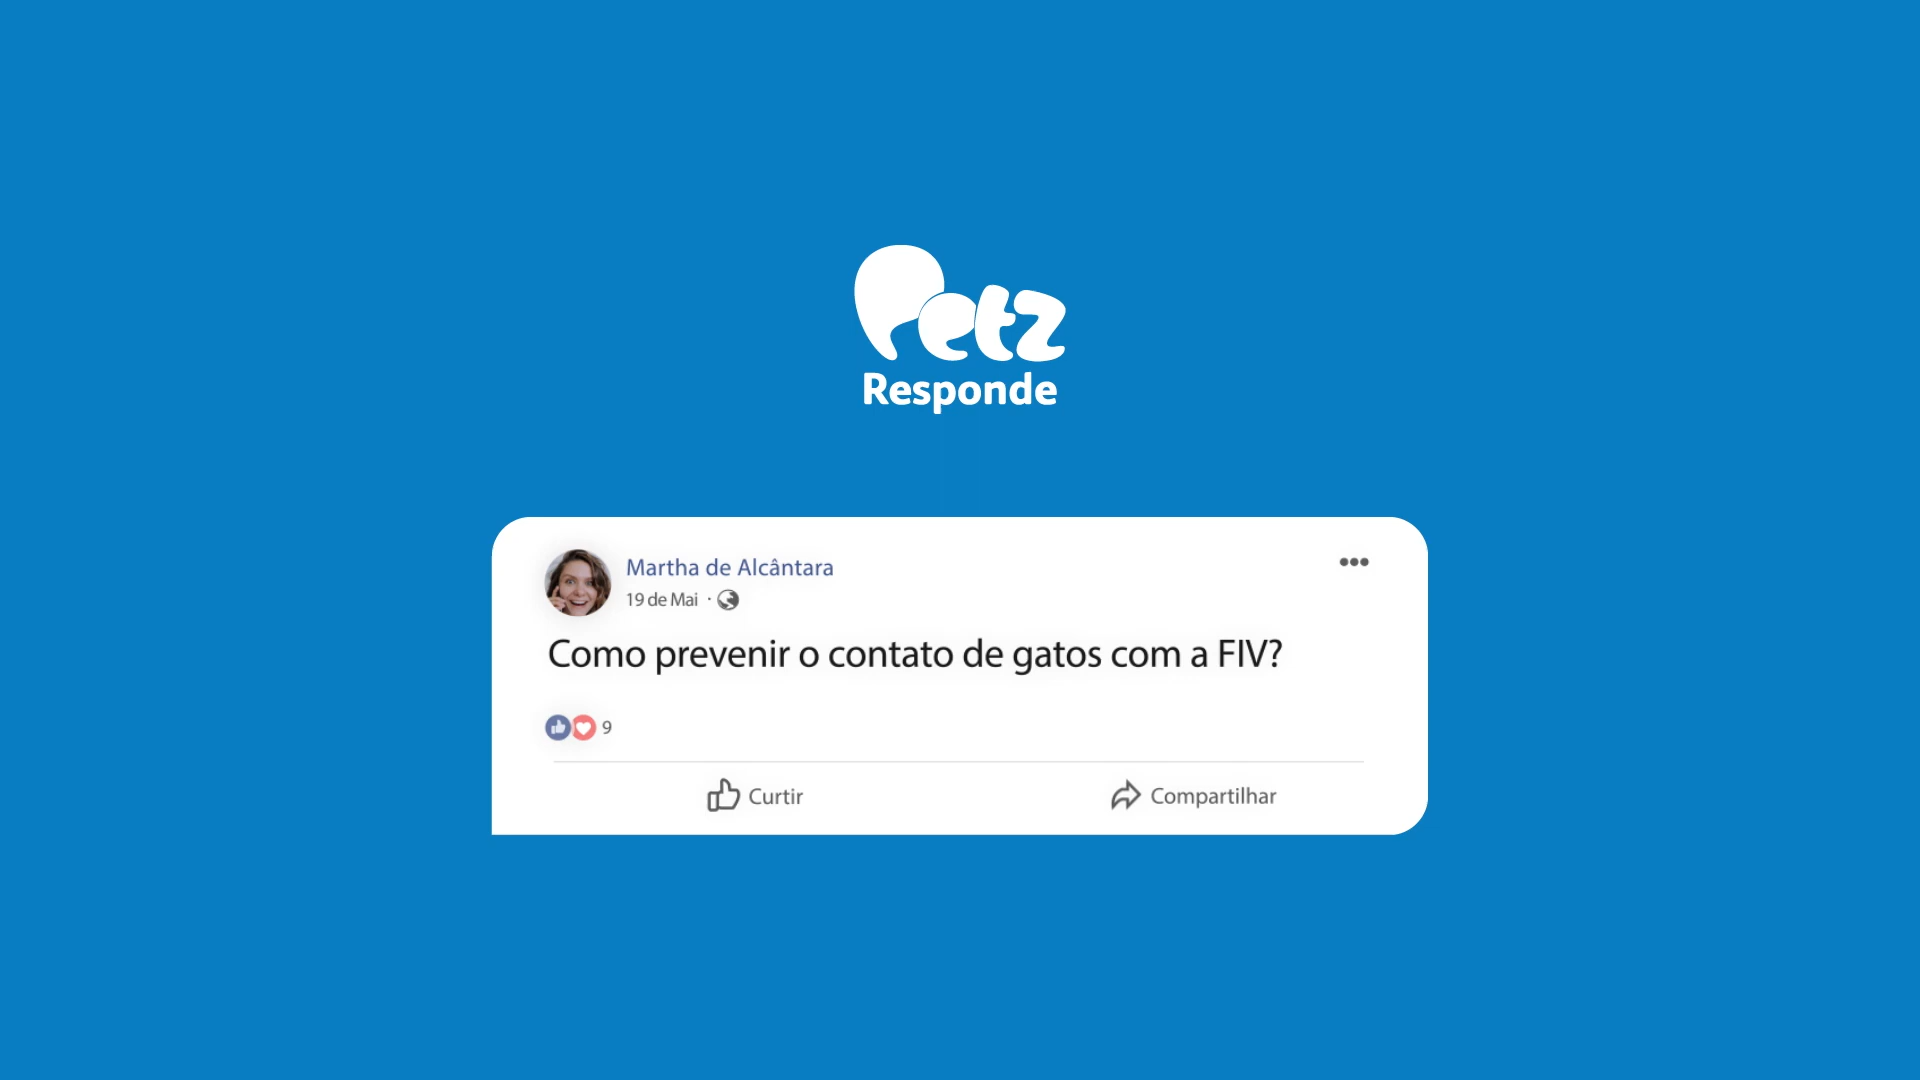 Petz
Responde
Martha de Alcântara
19 de Mai ·
Como prevenir o contato de gatos com a FIV?
9
Curtir
Compartilhar